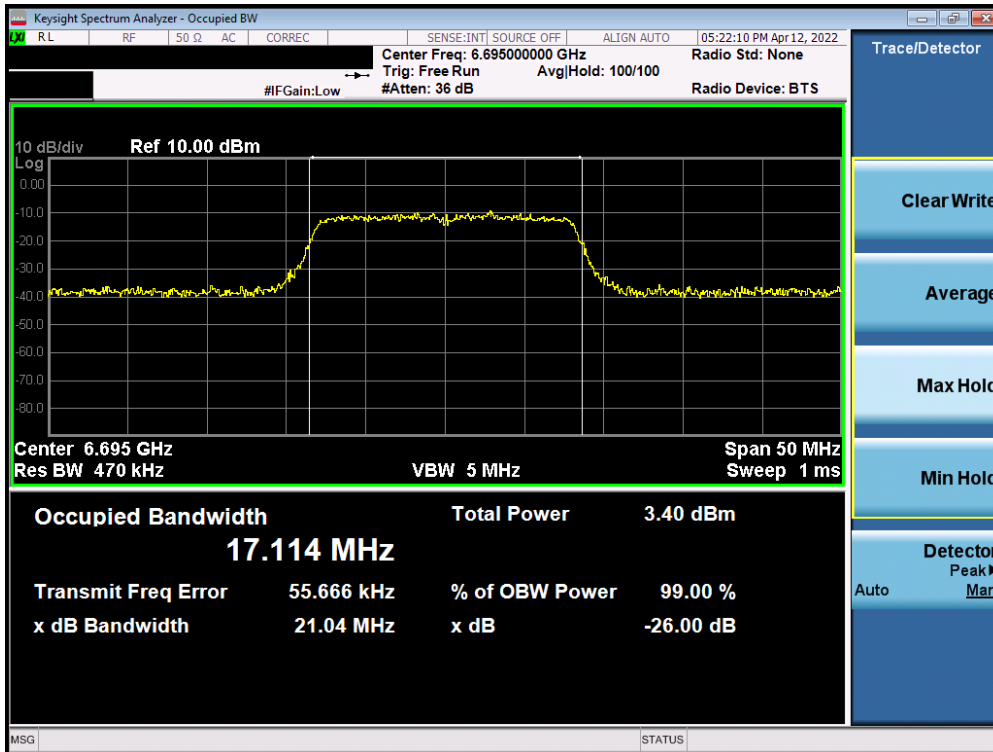 Keysight Spectrum Analyzer - Occupied BW
LXI RL RF 50 Ω AC CORREC SENSE:INT SOURCE OFF ALIGN AUTO 05:22:10 PM Apr 12, 2022
Center Freq: 6.695000000 GHz Radio Std: None
Trig: Free Run Avg|Hold: 100/100
#IFGain:Low #Atten: 36 dB Radio Device: BTS
Trace/Detector
10 dB/div Ref 10.00 dBm
Log
0.00
-10.0
-20.0
-30.0
-40.0
-50.0
-60.0
-70.0
-80.0
Center 6.695 GHz Span 50 MHz
Res BW 470 kHz VBW 5 MHz Sweep 1 ms
Occupied Bandwidth Total Power 3.40 dBm
17.114 MHz
Transmit Freq Error 55.666 kHz % of OBW Power 99.00 %
x dB Bandwidth 21.04 MHz x dB -26.00 dB
Clear Write
Average
Max Hold
Min Hold
Detector
Peak
Auto Man
MSG STATUS